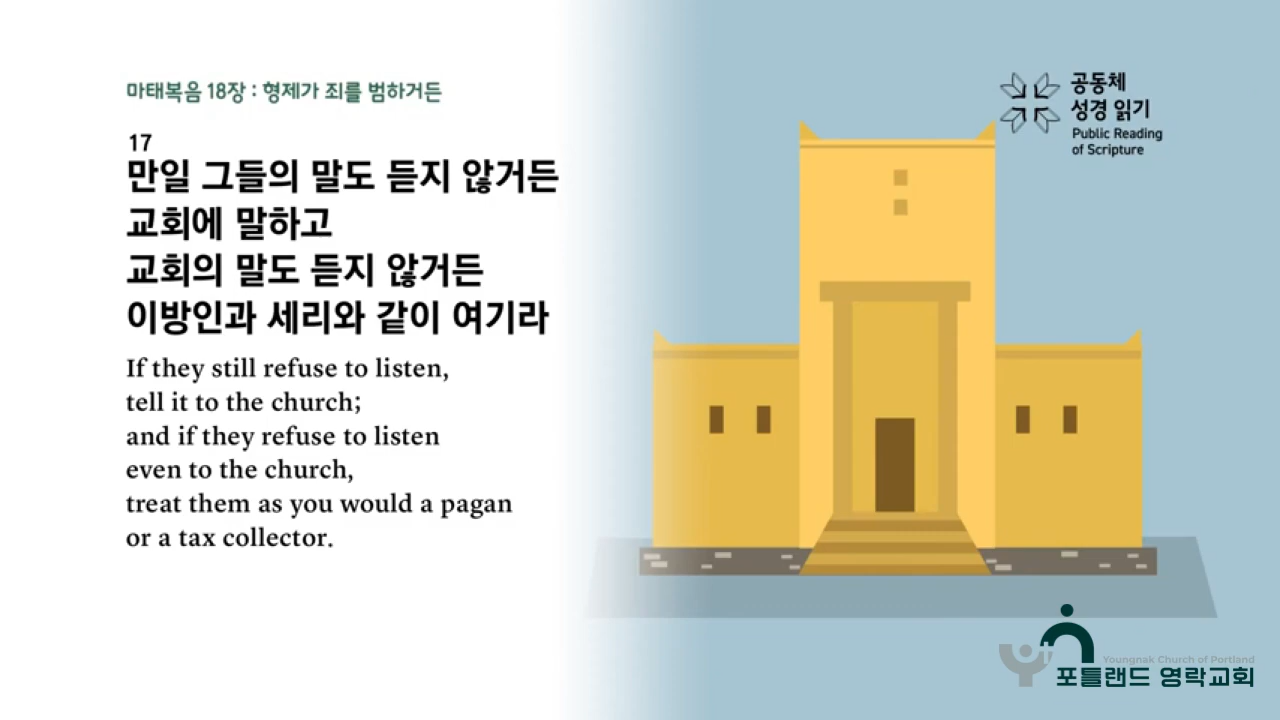 마태복음 18장 : 형제가 죄를 범하거든
17
만일 그들의 말도 듣지 않거든
교회에 말하고
교회의 말도 듣지 않거든
이방인과 세리와 같이 여기라
If they still refuse to listen,
tell it to the church;
and if they refuse to listen
even to the church,
treat them as you would a pagan
or a tax collector.
공동체
성경 읽기
Public Reading
of Scripture
Youngnak Church of Portland
포틀랜드 영락교회